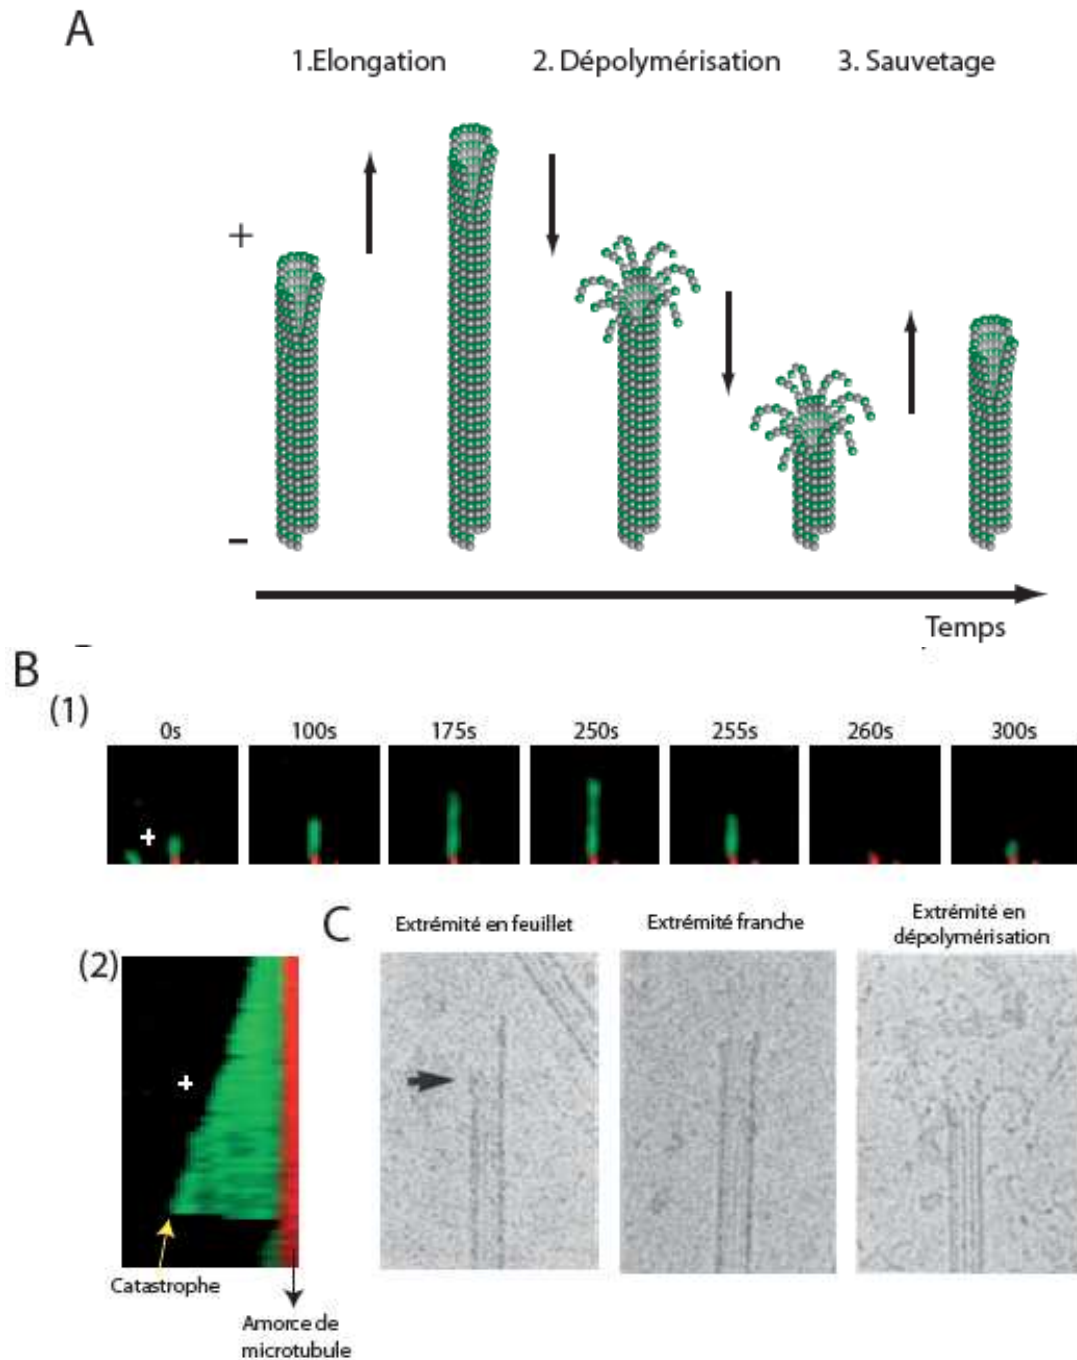 A
1.Elongation
2. Dépolymérisation
3. Sauvetage
+
-
Temps
B
(1)
0s
100s
175s
250s
255s
260s
300s
+
C
Extrémité en feuillet
Extrémité franche
Extrémité en
dépolymérisation
(2)
+
Catastrophe
Amorce de
microtubule